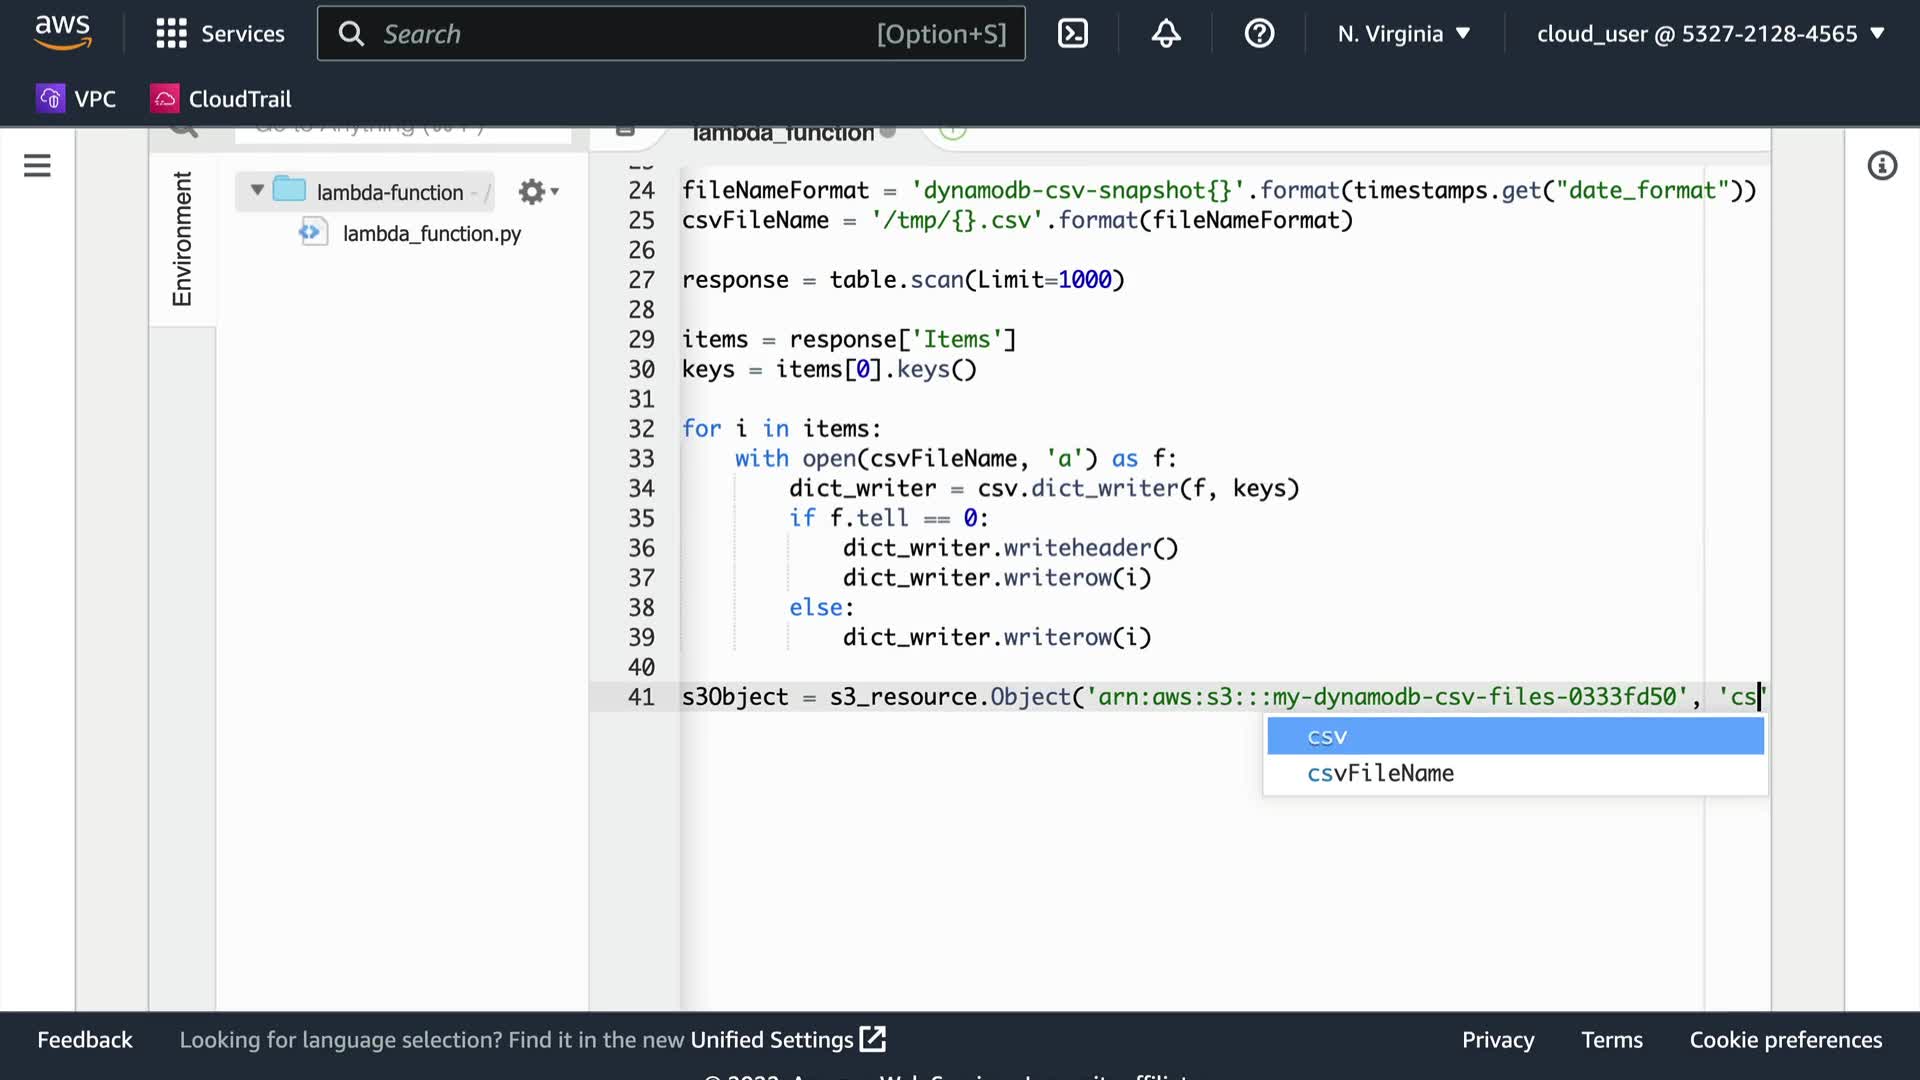 aws
Services
Search
[Option+S]
N. Virginia
cloud_user @ 5327-2128-4565
VPC
CloudTrail
lambda_function
Environment
lambda-function - /
lambda_function.py
24 fileNameFormat = 'dynamodb-csv-snapshot{}'.format(timestamps.get("date_format"))
25 csvFileName = '/tmp/{}.csv'.format(fileNameFormat)
26
27 response = table.scan(Limit=1000)
28
29 items = response['Items']
30 keys = items[0].keys()
31
32 for i in items:
33 with open(csvFileName, 'a') as f:
34 dict_writer = csv.dict_writer(f, keys)
35 if f.tell == 0:
36 dict_writer.writeheader()
37 dict_writer.writerow(i)
38 else:
39 dict_writer.writerow(i)
40
41 s3Object = s3_resource.Object('arn:aws:s3:::my-dynamodb-csv-files-0333fd50', 'cs'
csv
csvFileName
Feedback
Looking for language selection? Find it in the new Unified Settings
Privacy
Terms
Cookie preferences